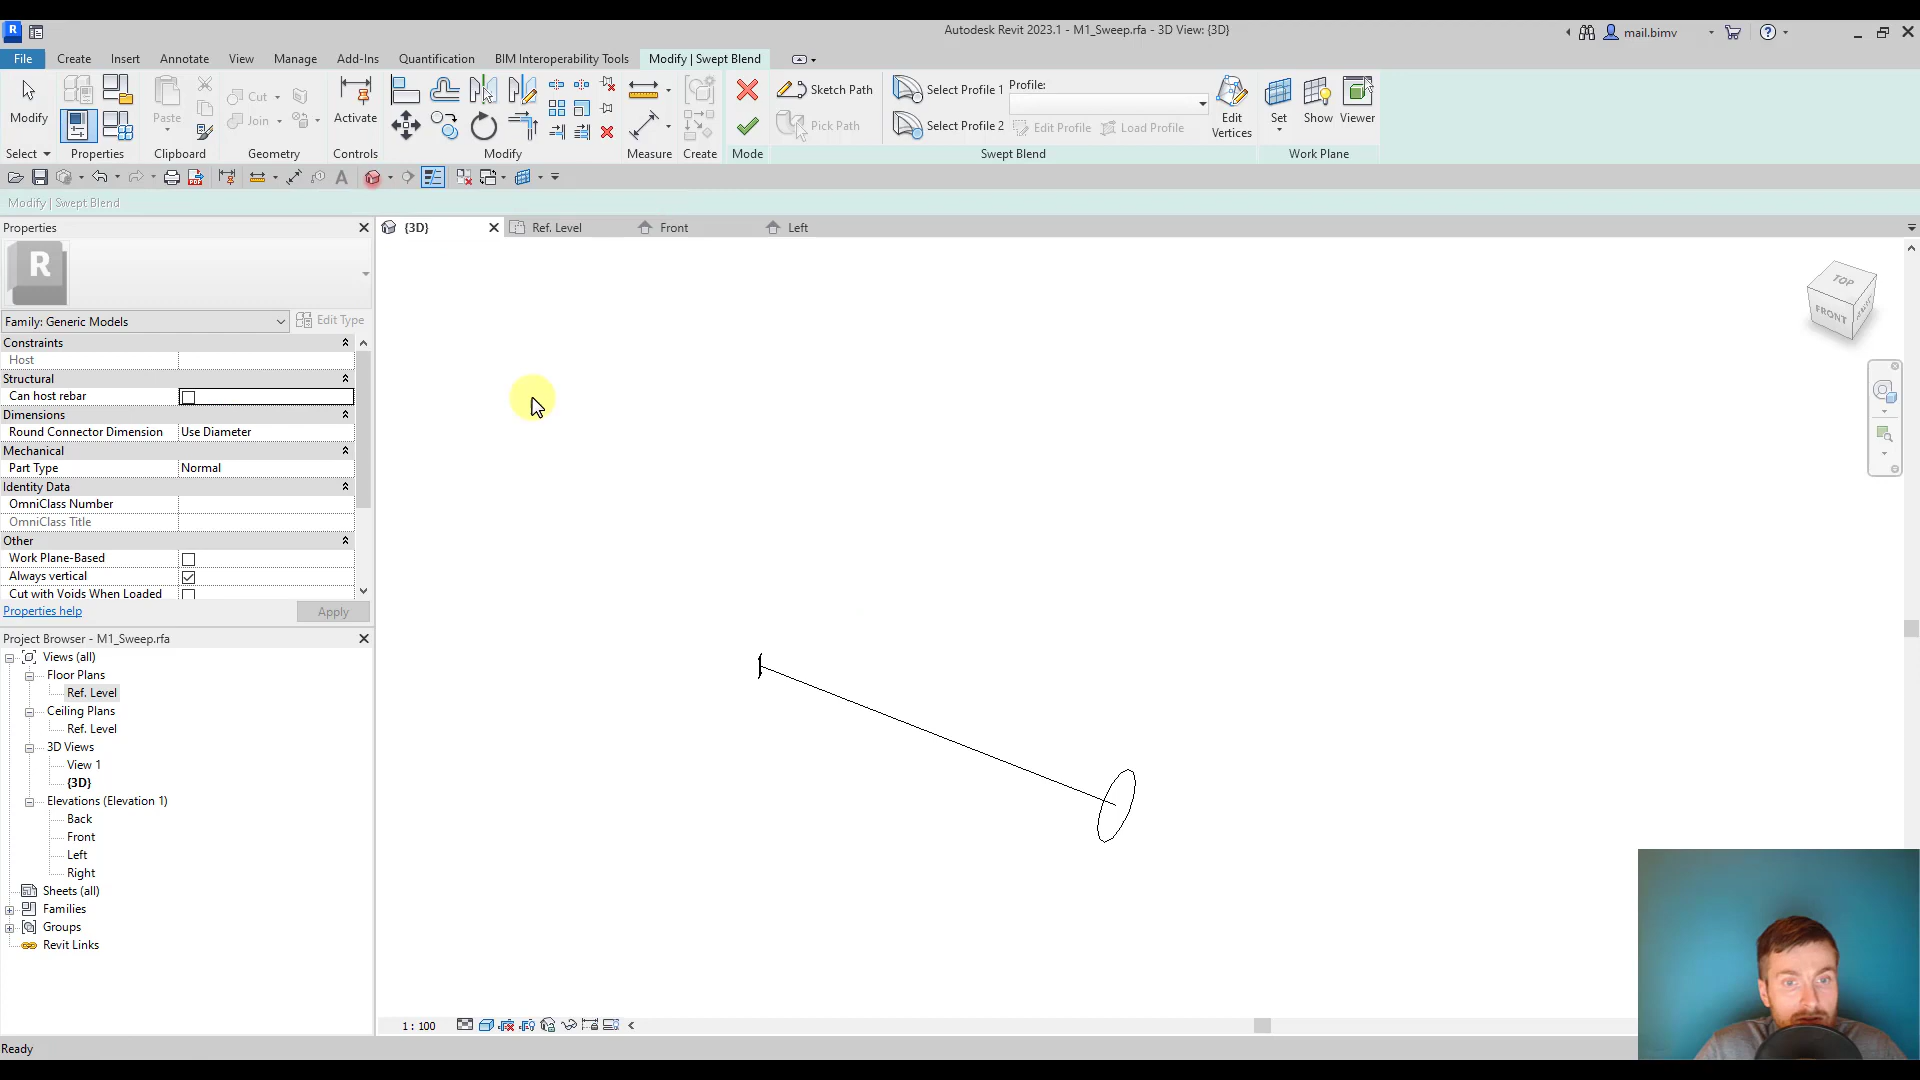 R
Autodesk Revit 2023.1 - M1_Sweep.rfa - 3D View: {3D}
mail.bimv
File
Create
Insert
Annotate
View
Manage
Add-Ins
Quantification
BIM Interoperability Tools
Modify | Swept Blend
Modify
Paste
Cut
Join
Activate
Sketch Path
Pick Path
Select Profile 1
Select Profile 2
Profile:
Edit Profile
Load Profile
Edit
Vertices
Set
Show
Viewer
Select
Properties
Clipboard
Geometry
Controls
Modify
Measure
Create
Mode
Swept Blend
Work Plane
Modify | Swept Blend
Properties
{3D}
Ref. Level
Front
Left
R
Family: Generic Models
Edit Type
Constraints
Host
Structural
Can host rebar
Dimensions
Round Connector Dimension
Use Diameter
Mechanical
Part Type
Normal
Identity Data
OmniClass Number
OmniClass Title
Other
Work Plane-Based
Always vertical
Cut with Voids When Loaded
Properties help
Apply
Project Browser - M1_Sweep.rfa
Views (all)
Floor Plans
Ref. Level
Ceiling Plans
Ref. Level
3D Views
View 1
{3D}
Elevations (Elevation 1)
Back
Front
Left
Right
Sheets (all)
Families
Groups
Revit Links
TOP
FRONT
1 : 100
Ready